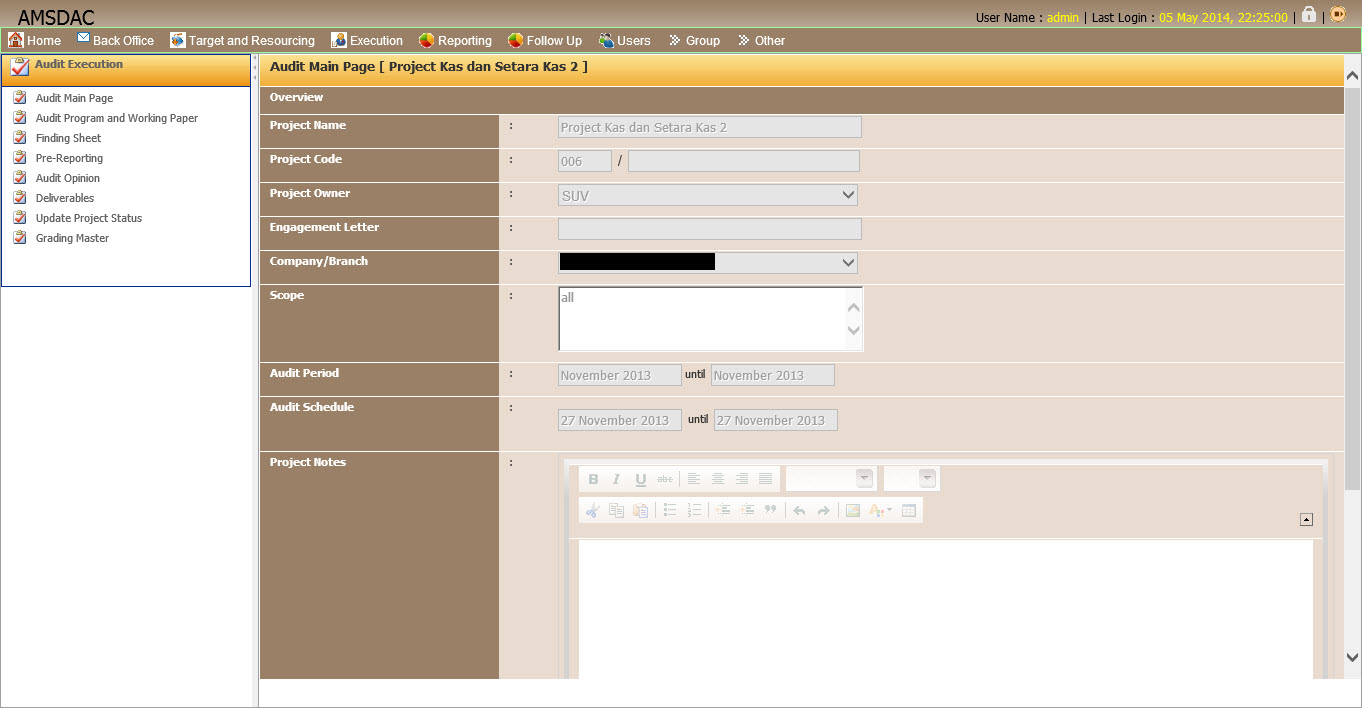 AMSDAC
User Name : admin | Last Login : 05 May 2014, 22:25:00 | |
Home Back Office Target and Resourcing Execution Reporting Follow Up Users Group Other
Audit Execution
Audit Main Page
Audit Program and Working Paper
Finding Sheet
Pre-Reporting
Audit Opinion
Deliverables
Update Project Status
Grading Master
Audit Main Page [ Project Kas dan Setara Kas 2 ]
Overview
Project Name : Project Kas dan Setara Kas 2
Project Code : 006 /
Project Owner : SUV
Engagement Letter :
Company/Branch :
Scope : all
Audit Period : November 2013 until November 2013
Audit Schedule : 27 November 2013 until 27 November 2013
Project Notes :
B I U abc